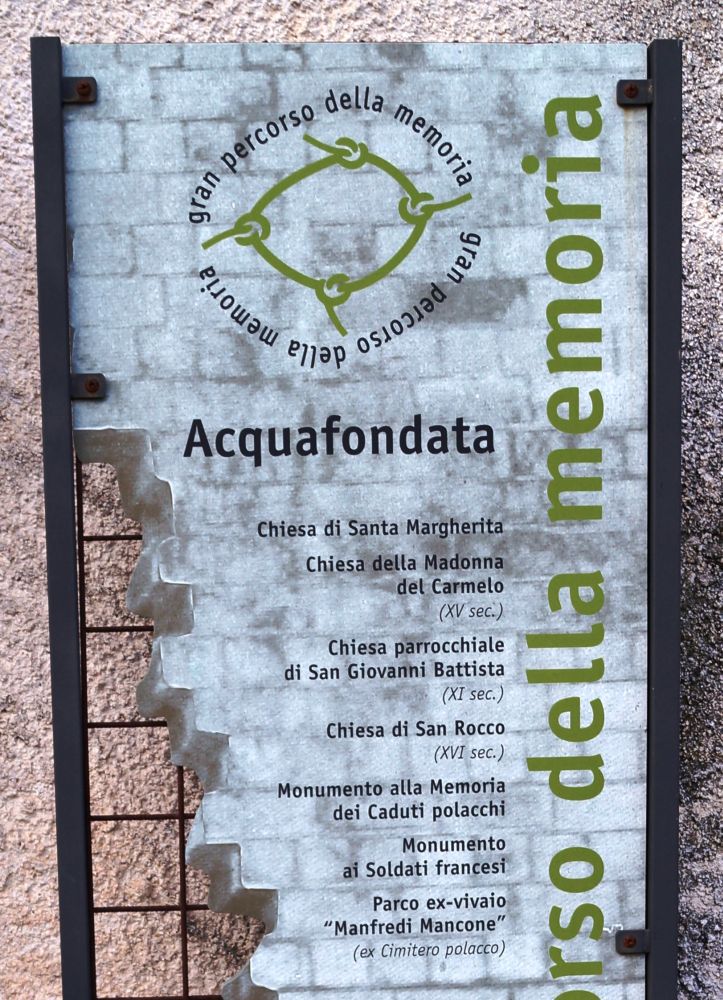 gran percorso della memoria
gran percorso della memoria
Acquafondata
Chiesa di Santa Margherita
Chiesa della Madonna
del Carmelo
(XV sec.)
Chiesa parrocchiale
di San Giovanni Battista
(XI sec.)
Chiesa di San Rocco
(XVI sec.)
Monumento alla Memoria
dei Caduti polacchi
Monumento
ai Soldati francesi
Parco ex-vivaio
“Manfredi Mancone”
(ex Cimitero polacco)
orso della memoria